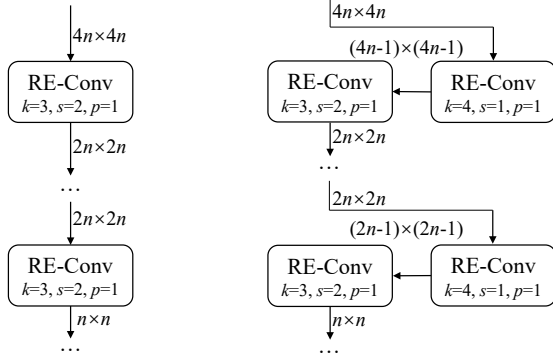 4n×4n
RE-Conv
k=3, s=2, p=1
2n×2n
...
2n×2n
RE-Conv
k=3, s=2, p=1
n×n
...
4n×4n
(4n-1)×(4n-1)
RE-Conv
k=3, s=2, p=1
RE-Conv
k=4, s=1, p=1
2n×2n
...
2n×2n
(2n-1)×(2n-1)
RE-Conv
k=3, s=2, p=1
RE-Conv
k=4, s=1, p=1
n×n
...